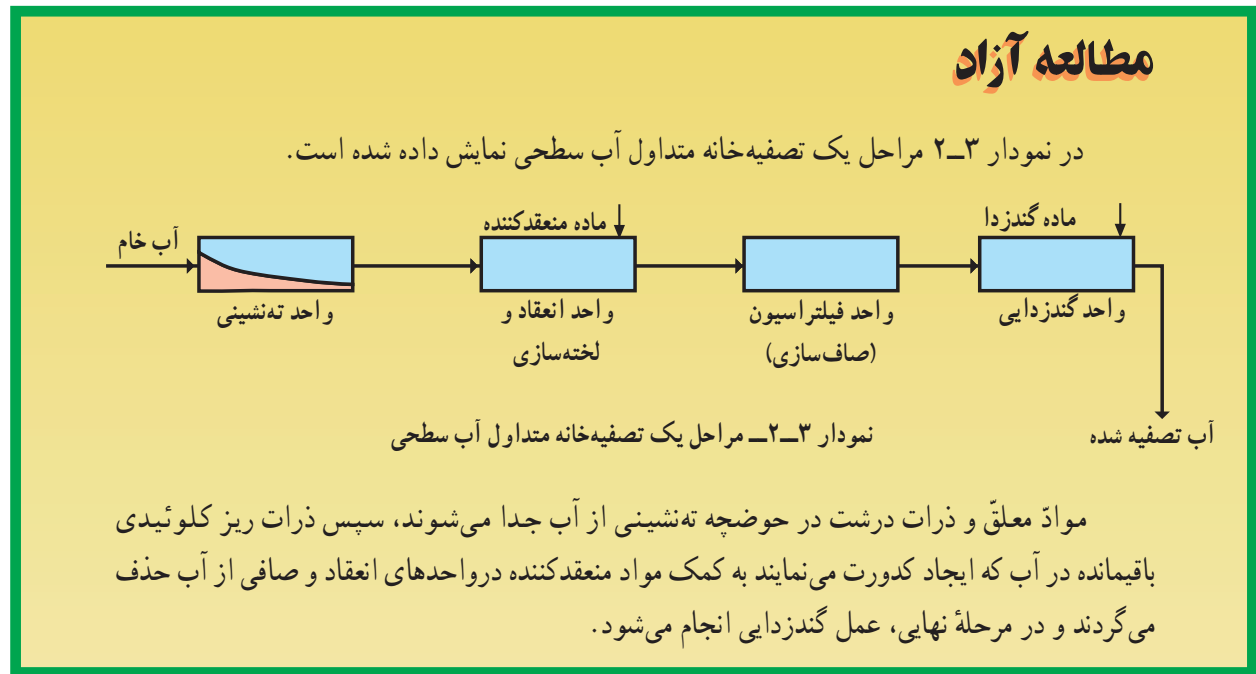 مطالعه آزاد
در نمودار ۳ــ۲ مراحل یک تصفیه‌خانه متداول آب سطحی نمایش داده شده است.
آب خام
ماده منعقدکننده
ماده گندزدا
واحد ته‌نشینی
واحد انعقاد و
لخته‌سازی
واحد فیلتراسیون
(صاف‌سازی)
واحد گندزدایی
آب تصفیه شده
نمودار ۳ــ۲ــ مراحل یک تصفیه‌خانه متداول آب سطحی
موادّ معلّق و ذرات درشت در حوضچه ته‌نشینی از آب جدا می‌شوند، سپس ذرات ریز کلوئیدی
باقیمانده در آب که ایجاد کدورت می‌نمایند به کمک مواد منعقدکننده درواحدهای انعقاد و صافی از آب حذف
می‌گردند و در مرحلهٔ نهایی، عمل گندزدایی انجام می‌شود.